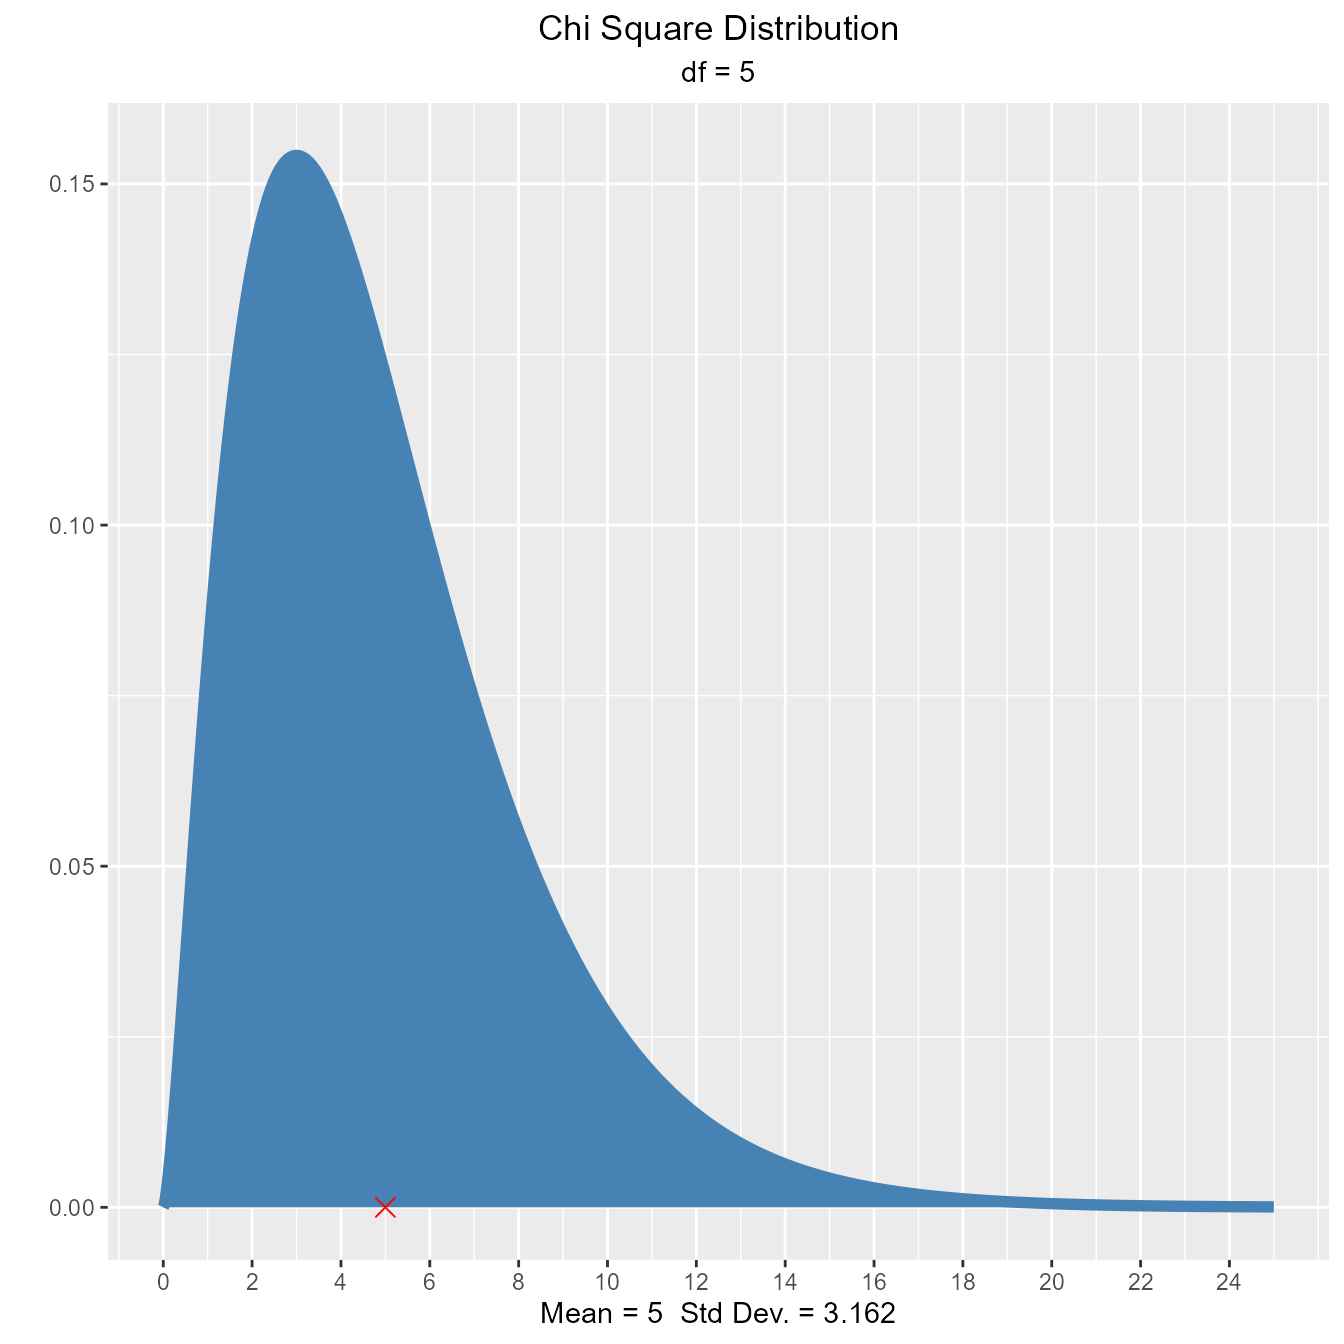 Chi Square Distribution
df = 5
0.15
0.10
0.05
0.00
0 2 4 6 8 10 12 14 16 18 20 22 24
Mean = 5  Std Dev. = 3.162